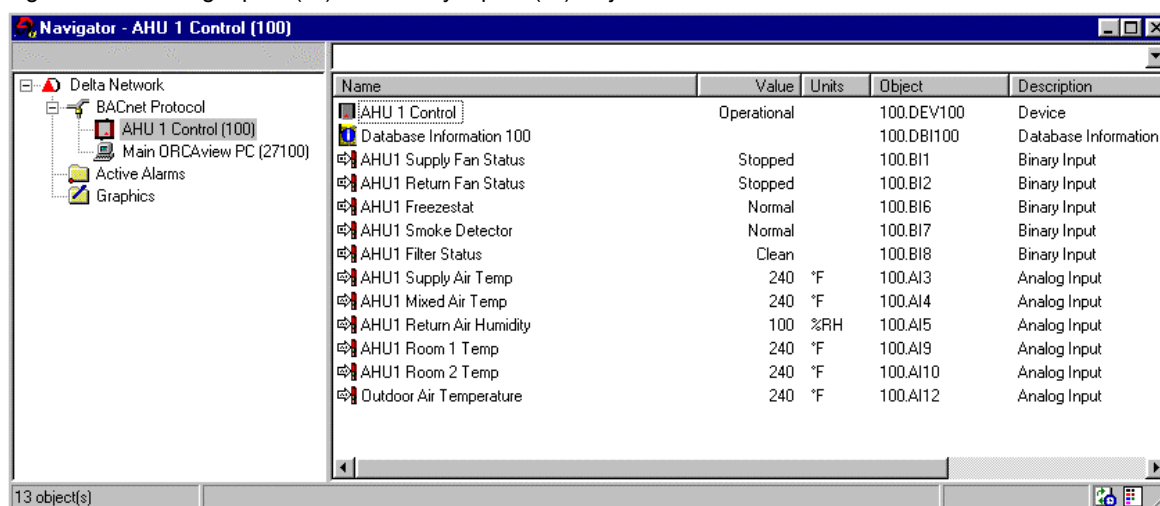 Navigator - AHU 1 Control (100)
Delta Network
BACnet Protocol
AHU 1 Control (100)
Main ORCAview PC (27100)
Active Alarms
Graphics
Name Value Units Object Description
AHU 1 Control Operational 100.DEV100 Device
Database Information 100 100.DBI100 Database Information
AHU1 Supply Fan Status Stopped 100.BI1 Binary Input
AHU1 Return Fan Status Stopped 100.BI2 Binary Input
AHU1 Freezestat Normal 100.BI6 Binary Input
AHU1 Smoke Detector Normal 100.BI7 Binary Input
AHU1 Filter Status Clean 100.BI8 Binary Input
AHU1 Supply Air Temp 240 °F 100.AI3 Analog Input
AHU1 Mixed Air Temp 240 °F 100.AI4 Analog Input
AHU1 Return Air Humidity 100 %RH 100.AI5 Analog Input
AHU1 Room 1 Temp 240 °F 100.AI9 Analog Input
AHU1 Room 2 Temp 240 °F 100.AI10 Analog Input
Outdoor Air Temperature 240 °F 100.AI12 Analog Input
13 object(s)